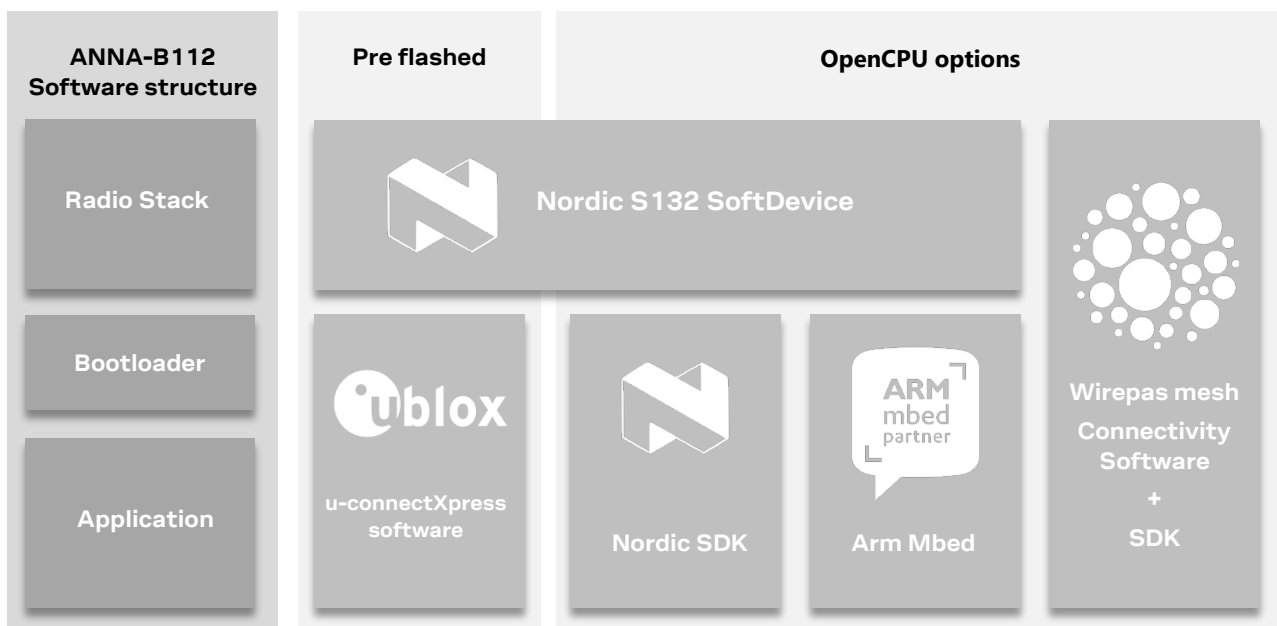 ANNA-B112
Software structure
Radio Stack
Bootloader
Application
Pre flashed
OpenCPU options
Nordic S132 SoftDevice
ublox
u-connectXpress
software
Nordic SDK
ARM
mbed
partner
Arm Mbed
Wirepas mesh
Connectivity
Software
+
SDK